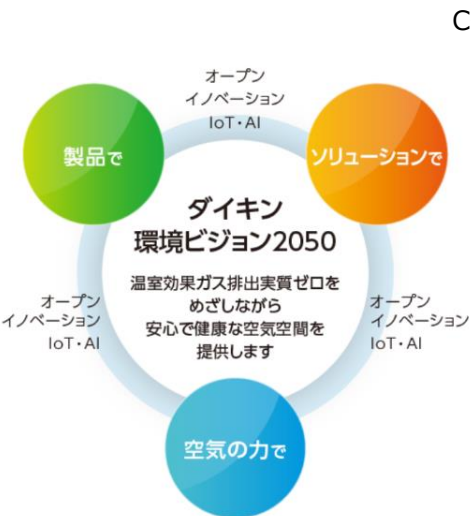 C
オープン
イノベーション
IoT・AI
製品で
ソリューションで
ダイキン
環境ビジョン2050
温室効果ガス排出実質ゼロを
めざしながら
安心で健康な空気空間を
提供します
オープン
イノベーション
IoT・AI
オープン
イノベーション
IoT・AI
空気の力で